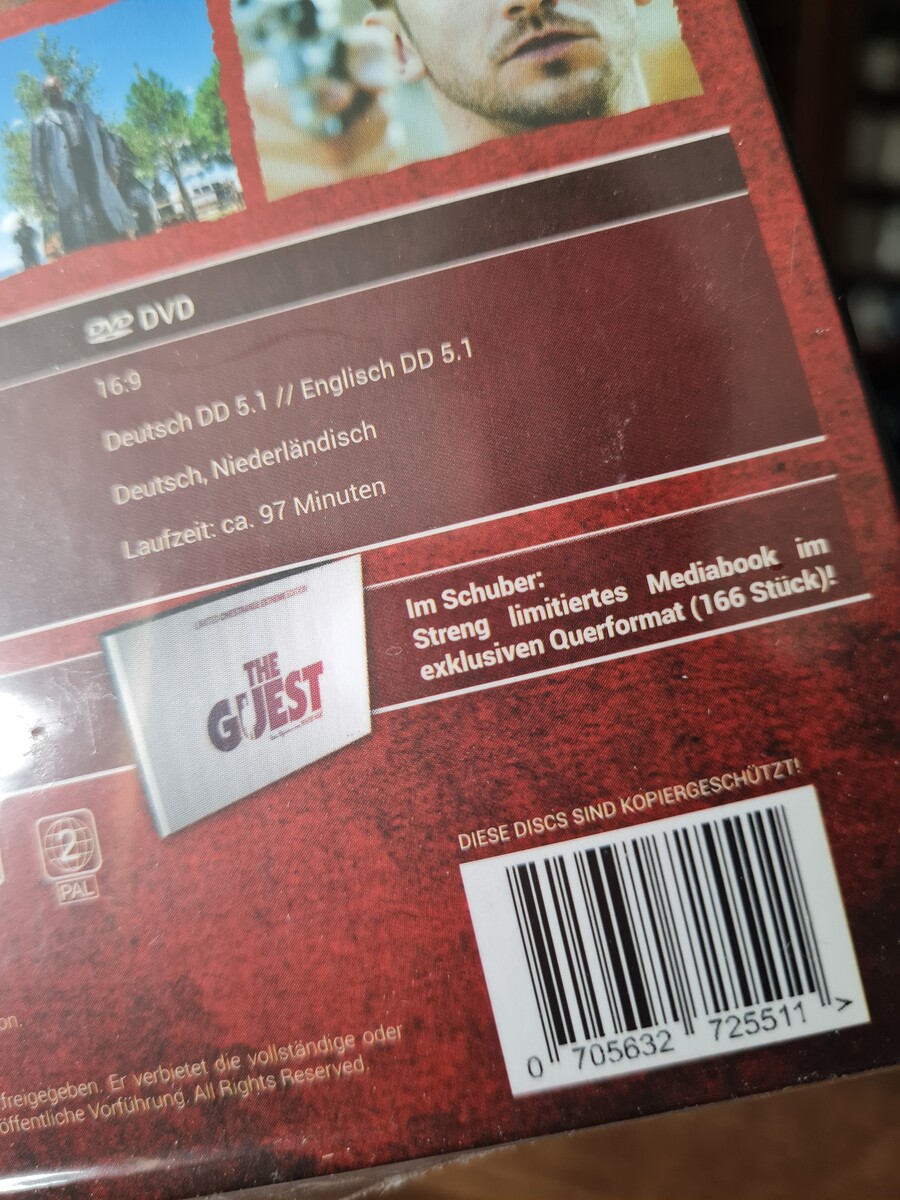 DVD DVD
16:9
Deutsch DD 5.1 // Englisch DD 5.1
Deutsch, Niederländisch
Laufzeit: ca. 97 Minuten
Im Schuber:
Streng limitiertes Mediabook im
exklusiven Querformat (166 Stück)!
THE
GUEST
2
PAL
DIESE DISCS SIND KOPIERGESCHÜTZT!
0 705632 725511 >
on.
freigegeben. Er verbietet die vollständige oder
öffentliche Vorführung. All Rights Reserved.